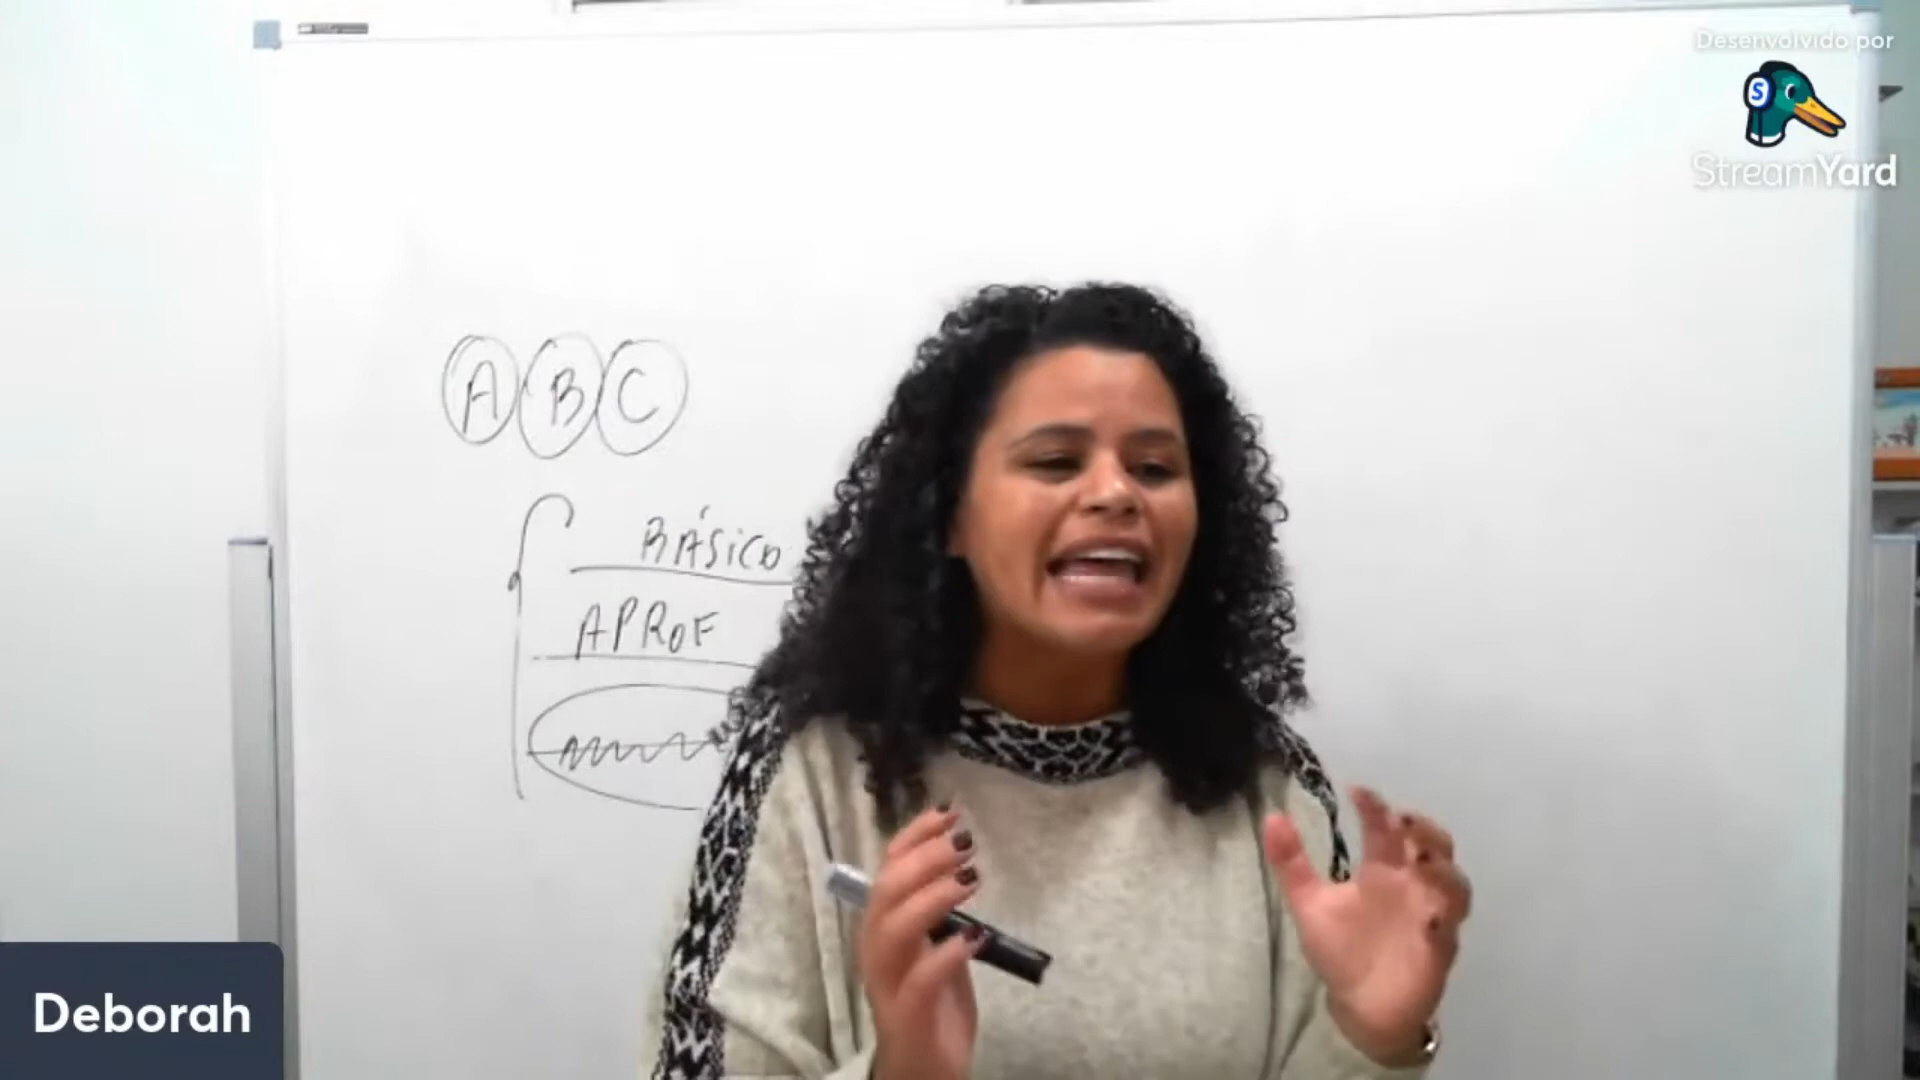 Desenvolvido por
StreamYard
A B C
BÁSICO
APROF
Deborah